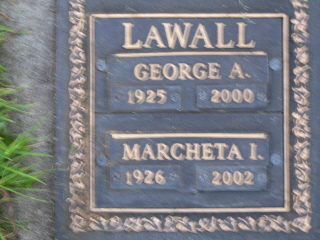 LAWALL
GEORGE A.
1925 2000
MARCHETA I.
1926 2002